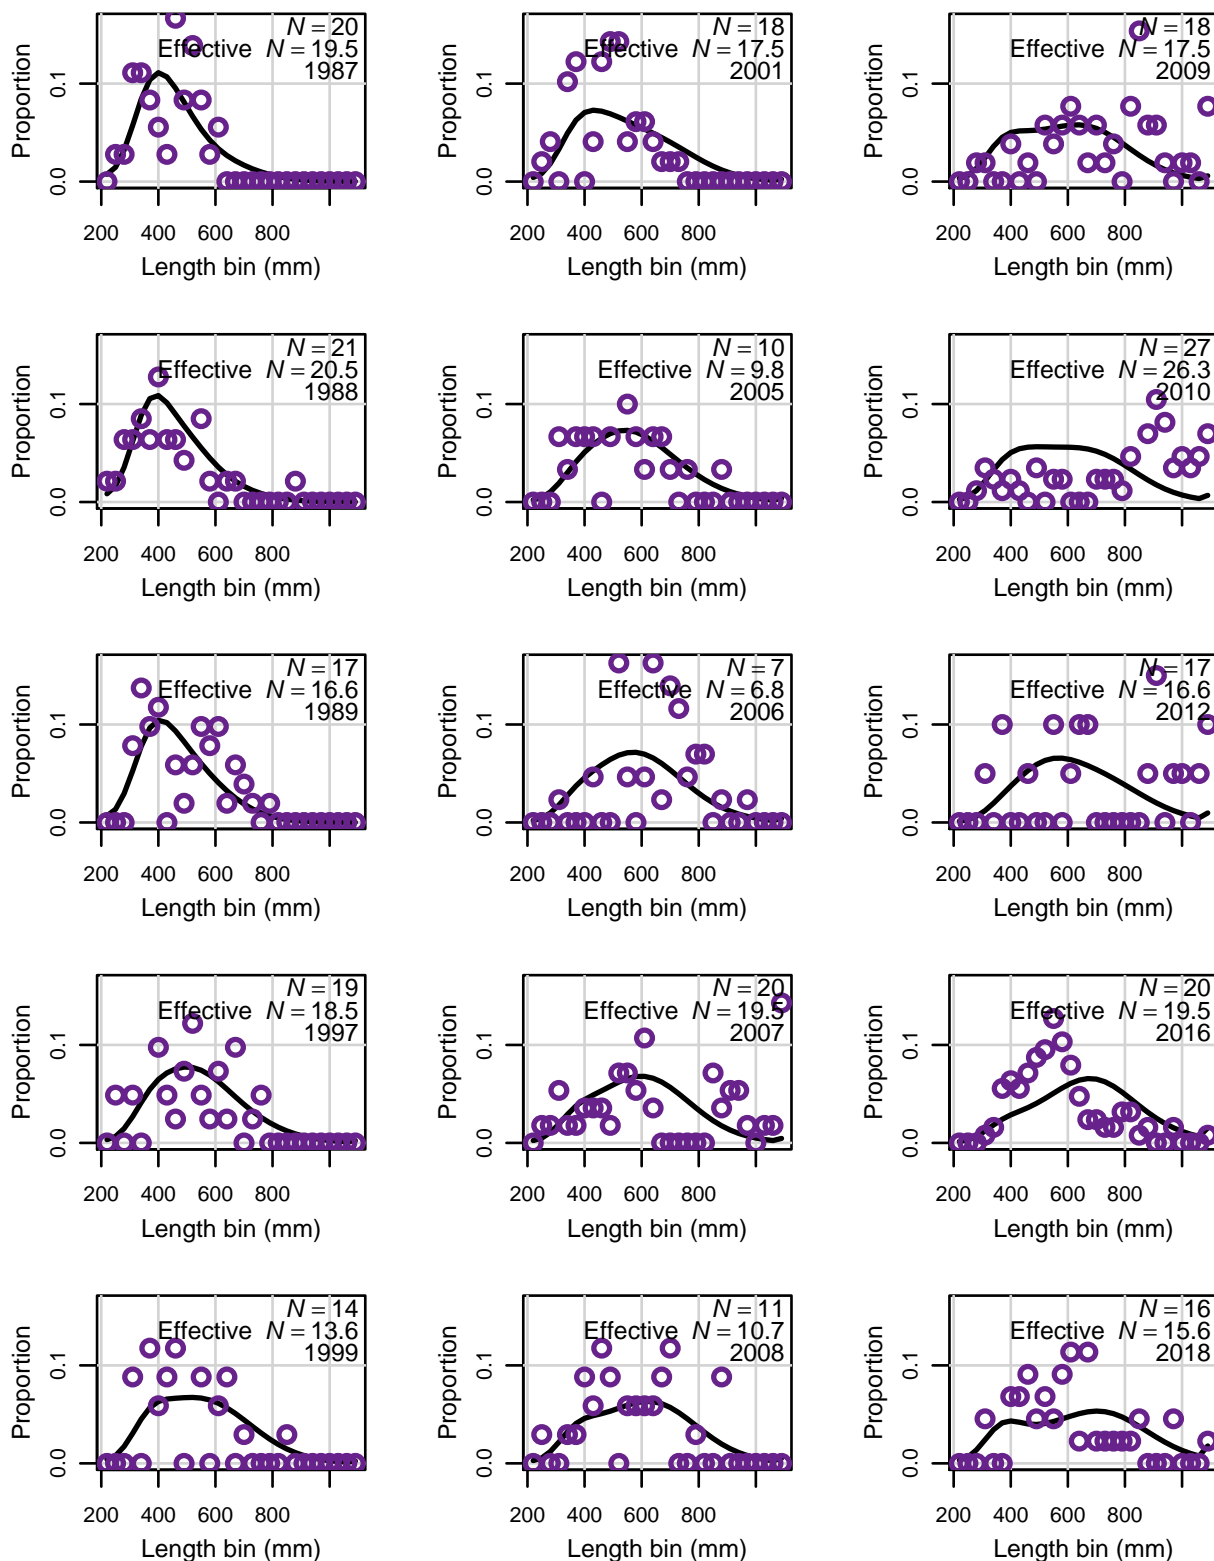 N = 20
Effective N = 19.5
1987
Proportion
0.0 0.1
200 400 600 800
Length bin (mm)
N = 18
Effective N = 17.5
2001
Proportion
0.0 0.1
200 400 600 800
Length bin (mm)
N = 18
Effective N = 17.5
2009
Proportion
0.0 0.1
200 400 600 800
Length bin (mm)
N = 21
Effective N = 20.5
1988
Proportion
0.0 0.1
200 400 600 800
Length bin (mm)
N = 10
Effective N = 9.8
2005
Proportion
0.0 0.1
200 400 600 800
Length bin (mm)
N = 27
Effective N = 26.3
2010
Proportion
0.0 0.1
200 400 600 800
Length bin (mm)
N = 17
Effective N = 16.6
1989
Proportion
0.0 0.1
200 400 600 800
Length bin (mm)
N = 7
Effective N = 6.8
2006
Proportion
0.0 0.1
200 400 600 800
Length bin (mm)
N = 17
Effective N = 16.6
2012
Proportion
0.0 0.1
200 400 600 800
Length bin (mm)
N = 19
Effective N = 18.5
1997
Proportion
0.0 0.1
200 400 600 800
Length bin (mm)
N = 20
Effective N = 19.5
2007
Proportion
0.0 0.1
200 400 600 800
Length bin (mm)
N = 20
Effective N = 19.5
2016
Proportion
0.0 0.1
200 400 600 800
Length bin (mm)
N = 14
Effective N = 13.6
1999
Proportion
0.0 0.1
200 400 600 800
Length bin (mm)
N = 11
Effective N = 10.7
2008
Proportion
0.0 0.1
200 400 600 800
Length bin (mm)
N = 16
Effective N = 15.6
2018
Proportion
0.0 0.1
200 400 600 800
Length bin (mm)